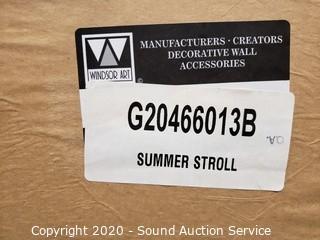 MANUFACTURERS · CREATORS
DECORATIVE WALL
ACCESSORIES
WINDSOR ART
©
G20466013B
Q.A.
SUMMER STROLL
Copyright 2020 - Sound Auction Service